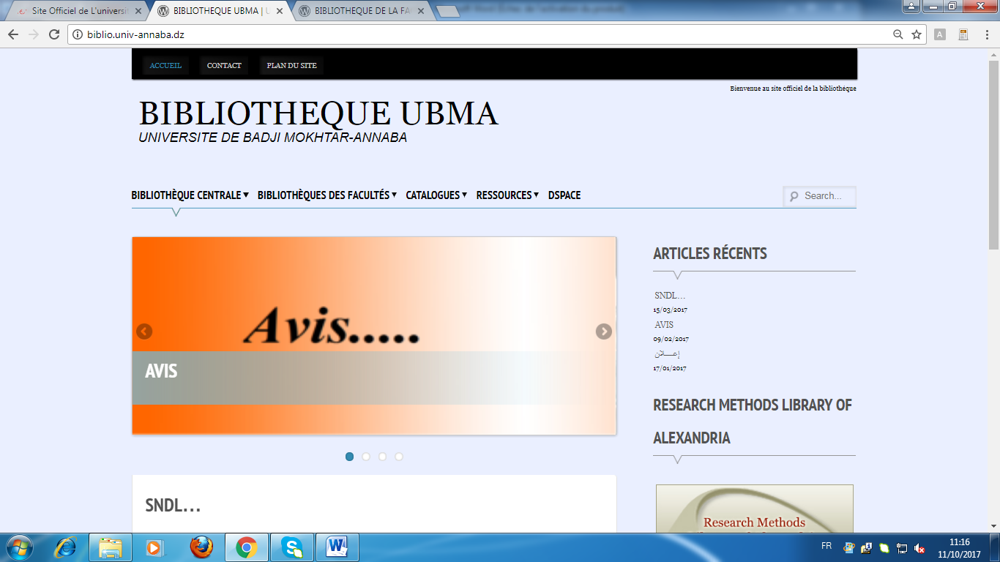 Site Officiel de L'universit
BIBLIOTHEQUE UBMA | U
BIBLIOTHEQUE DE LA FA
biblio.univ-annaba.dz
ACCUEIL CONTACT PLAN DU SITE
Bienvenue au site officiel de la bibliothèque
BIBLIOTHEQUE UBMA
UNIVERSITE DE BADJI MOKHTAR-ANNABA
BIBLIOTHÈQUE CENTRALE BIBLIOTHÈQUES DES FACULTÉS CATALOGUES RESSOURCES DSPACE
Search...
Avis.....
AVIS
SNDL…
ARTICLES RÉCENTS
SNDL…
15/03/2017
AVIS
09/02/2017
إعـــلان
17/01/2017
RESEARCH METHODS LIBRARY OF
ALEXANDRIA
Research Methods
FR
11:16
11/10/2017